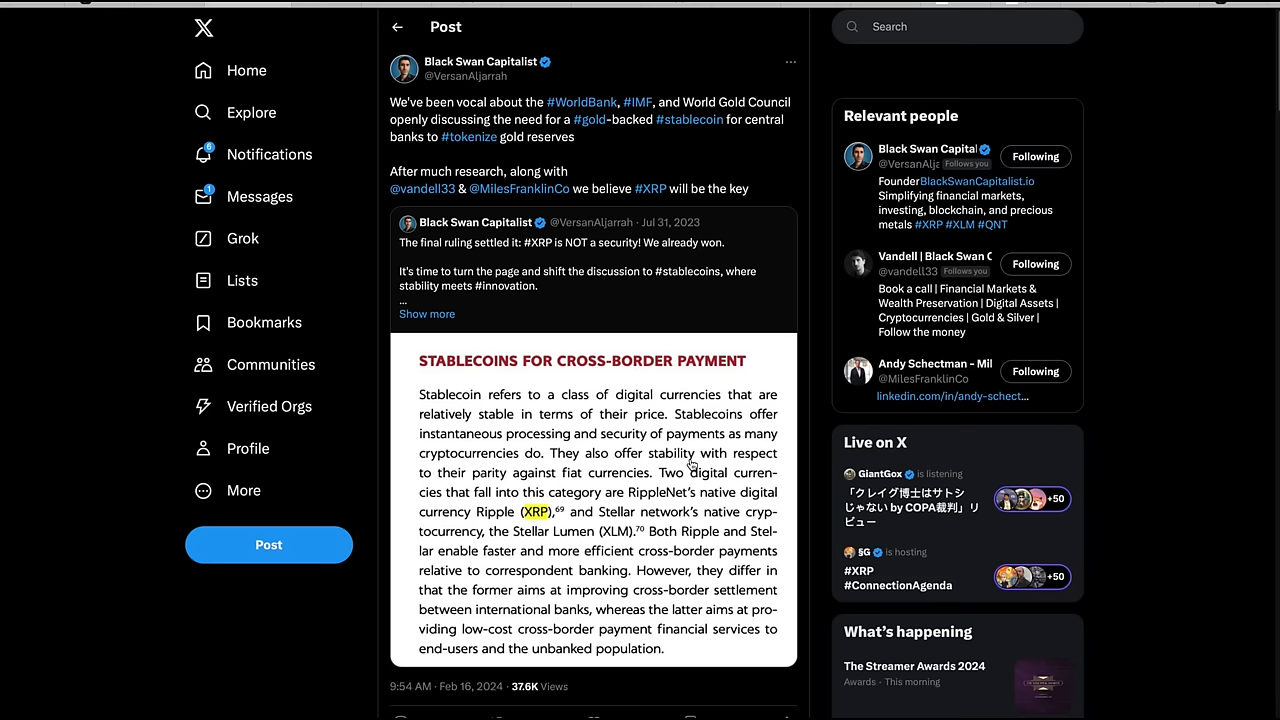 Home
Explore
6
Notifications
1
Messages
Grok
Lists
Bookmarks
Communities
Verified Orgs
Profile
More
Post
Post
Black Swan Capitalist
@VersanAljarrah
We've been vocal about the #WorldBank, #IMF, and World Gold Council
openly discussing the need for a #gold-backed #stablecoin for central
banks to #tokenize gold reserves
After much research, along with
@vandell33 & @MilesFranklinCo we believe #XRP will be the key
Black Swan Capitalist @VersanAljarrah · Jul 31, 2023
The final ruling settled it: #XRP is NOT a security! We already won.
It's time to turn the page and shift the discussion to #stablecoins, where
stability meets #innovation.
...
Show more
STABLECOINS FOR CROSS-BORDER PAYMENT
Stablecoin refers to a class of digital currencies that are
relatively stable in terms of their price. Stablecoins offer
instantaneous processing and security of payments as many
cryptocurrencies do. They also offer stability with respect
to their parity against fiat currencies. Two digital curren-
cies that fall into this category are RippleNet's native digital
currency Ripple (XRP),⁶⁹ and Stellar network's native cryp-
tocurrency, the Stellar Lumen (XLM).⁷⁰ Both Ripple and Stel-
lar enable faster and more efficient cross-border payments
relative to correspondent banking. However, they differ in
that the former aims at improving cross-border settlement
between international banks, whereas the latter aims at pro-
viding low-cost cross-border payment financial services to
end-users and the unbanked population.
9:54 AM · Feb 16, 2024 · 37.6K Views
Search
Relevant people
Black Swan Capital
@VersanAlja Follows you
Following
FounderBlackSwanCapitalist.io
Simplifying financial markets,
investing, blockchain, and precious
metals #XRP #XLM #QNT
Vandell | Black Swan C
@vandell33 Follows you
Following
Book a call | Financial Markets &
Wealth Preservation | Digital Assets |
Cryptocurrencies | Gold & Silver |
Follow the money
Andy Schectman - Mil
@MilesFranklinCo
Following
linkedin.com/in/andy-schect...
Live on X
GiantGox is listening
「クレイグ博士はサトシ
じゃない by COPA裁判」リ
ビュー
+50
§G is hosting
#XRP
#ConnectionAgenda
+50
What's happening
The Streamer Awards 2024
Awards · This morning